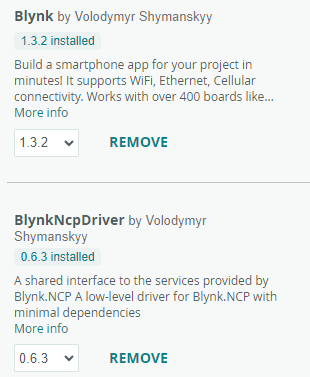 Blynk by Volodymyr Shymanskyy
1.3.2 installed
Build a smartphone app for your project in
minutes! It supports WiFi, Ethernet, Cellular
connectivity. Works with over 400 boards like...
More info
1.3.2 REMOVE
BlynkNcpDriver by Volodymyr
Shymanskyy
0.6.3 installed
A shared interface to the services provided by
Blynk.NCP A low-level driver for Blynk.NCP with
minimal dependencies
More info
0.6.3 REMOVE